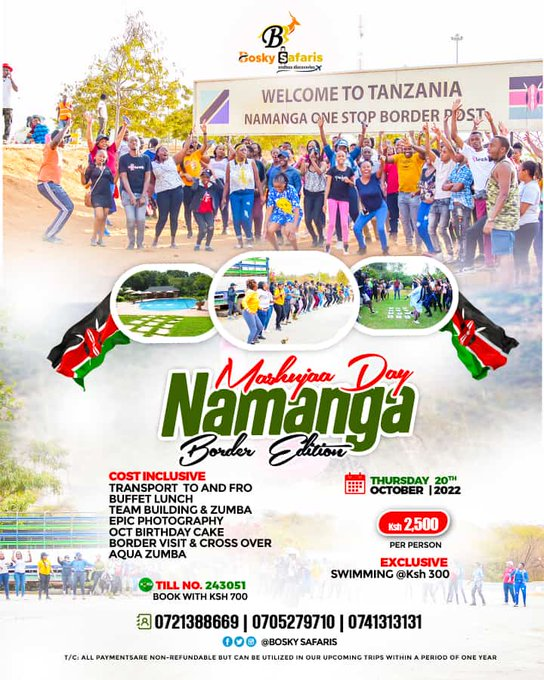 B
Bosky Safaris
WELCOME TO TANZANIA
NAMANGA ONE STOP BORDER POST
Mashujaa Day
Namanga
Border Edition
COST INCLUSIVE
TRANSPORT TO AND FRO
BUFFET LUNCH
TEAM BUILDING & ZUMBA
EPIC PHOTOGRAPHY
OCT BIRTHDAY CAKE
BORDER VISIT & CROSS OVER
AQUA ZUMBA
THURSDAY 20TH
OCTOBER | 2022
Ksh 2,500
PER PERSON
EXCLUSIVE
SWIMMING @Ksh 300
TILL NO. 243051
BOOK WITH KSH 700
0721388669 | 0705279710 | 0741313131
@BOSKY SAFARIS
T/C: ALL PAYMENTSARE NON-REFUNDABLE BUT CAN BE UTILIZED IN OUR UPCOMING TRIPS WITHIN A PERIOD OF ONE YEAR